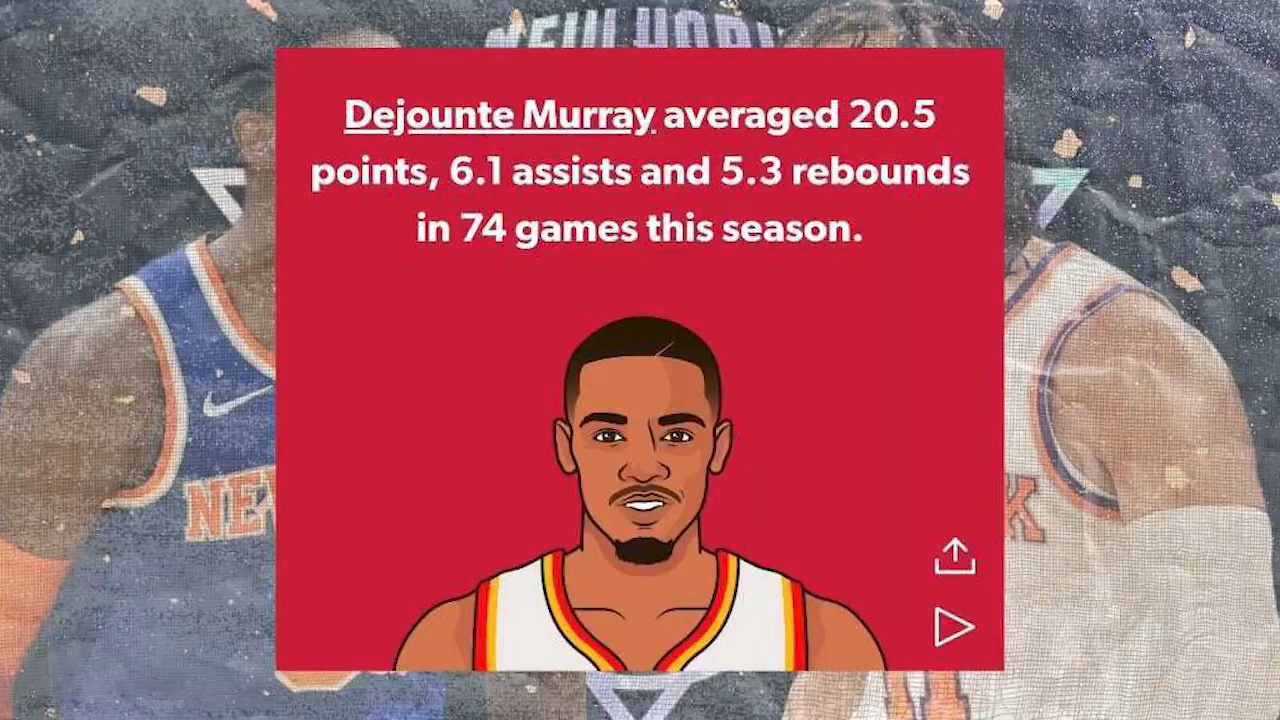 Dejounte Murray averaged 20.5
points, 6.1 assists and 5.3 rebounds
in 74 games this season.